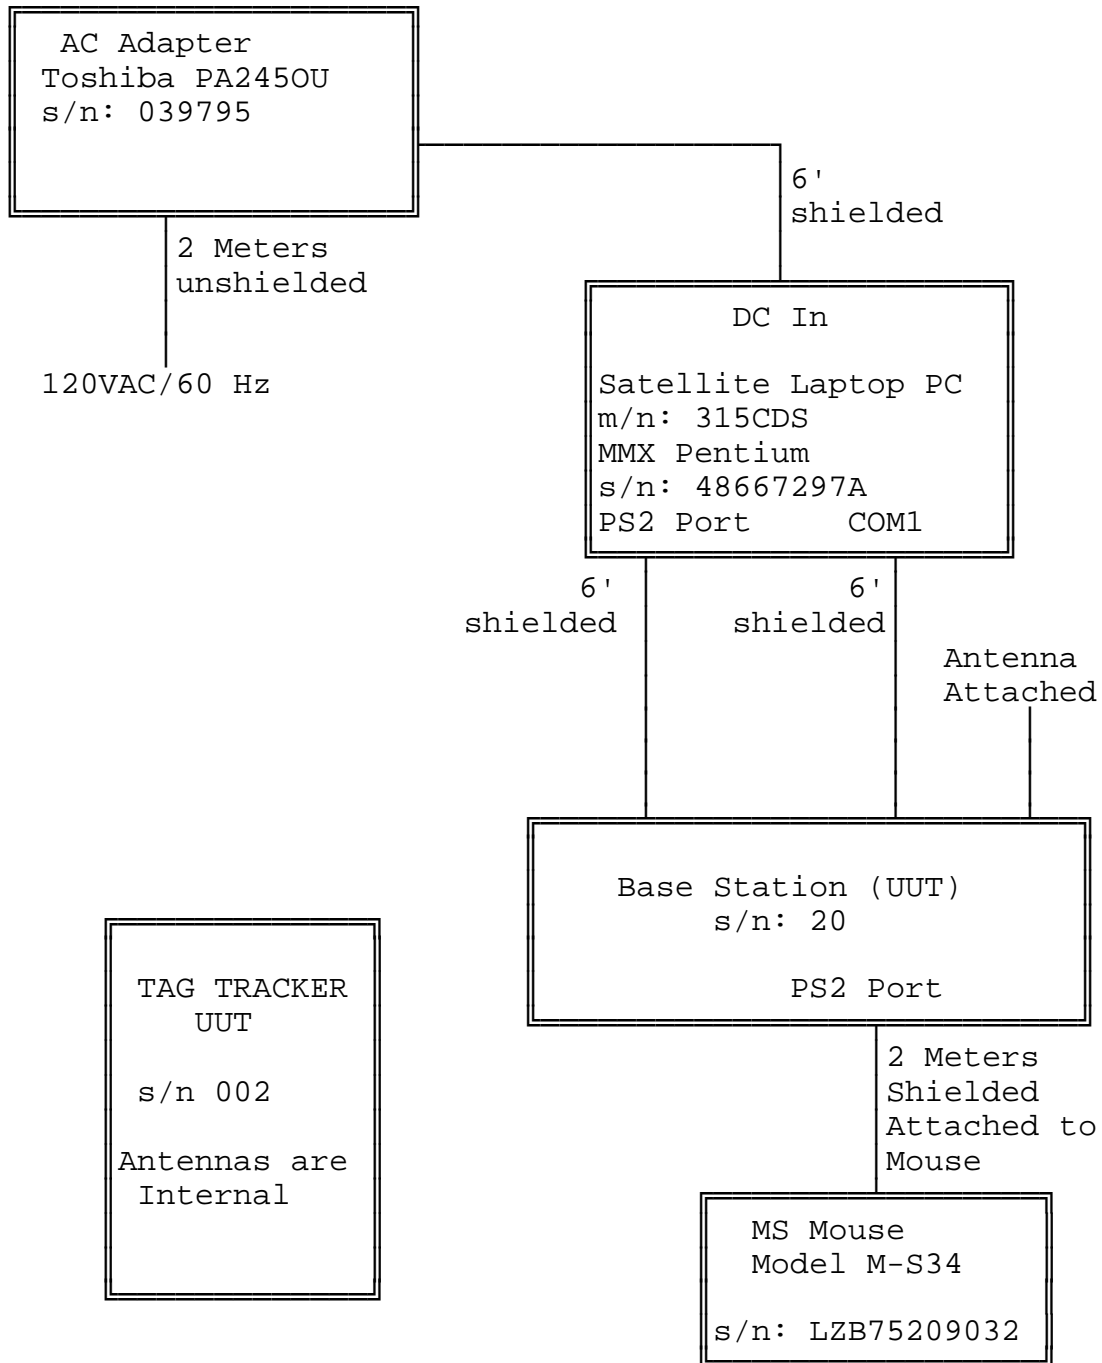 AC Adapter
Toshiba PA245OU
s/n: 039795
6'
shielded
2 Meters
unshielded
120VAC/60 Hz
DC In
Satellite Laptop PC
m/n: 315CDS
MMX Pentium
s/n: 48667297A
PS2 Port COM1
6'
shielded
6'
shielded
Antenna
Attached
Base Station (UUT)
s/n: 20
PS2 Port
TAG TRACKER
UUT
s/n 002
Antennas are
Internal
2 Meters
Shielded
Attached to
Mouse
MS Mouse
Model M-S34
s/n: LZB75209032